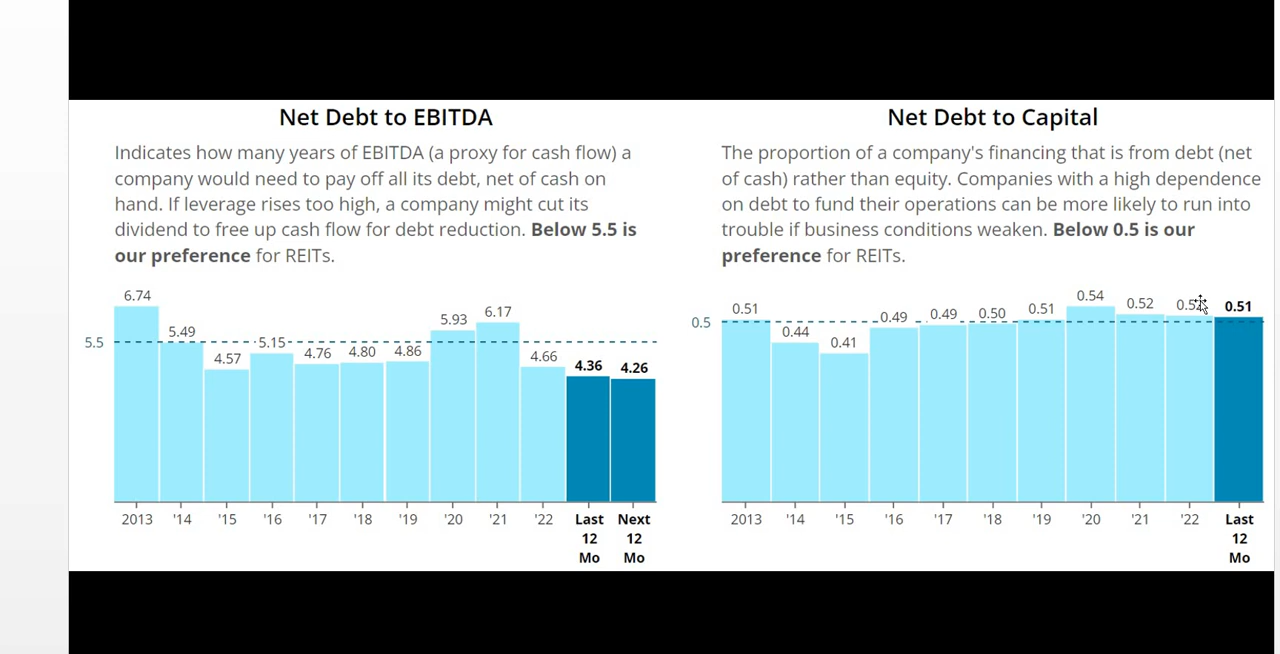 Net Debt to EBITDA
Indicates how many years of EBITDA (a proxy for cash flow) a
company would need to pay off all its debt, net of cash on
hand. If leverage rises too high, a company might cut its
dividend to free up cash flow for debt reduction. Below 5.5 is
our preference for REITs.
6.74
5.49
4.57
5.15
4.76
4.80
4.86
5.93
6.17
4.66
4.36
4.26
5.5
2013 '14 '15 '16 '17 '18 '19 '20 '21 '22 Last Next
12 12
Mo Mo
Net Debt to Capital
The proportion of a company's financing that is from debt (net
of cash) rather than equity. Companies with a high dependence
on debt to fund their operations can be more likely to run into
trouble if business conditions weaken. Below 0.5 is our
preference for REITs.
0.51
0.44
0.41
0.49
0.49
0.50
0.51
0.54
0.52
0.51
0.5
2013 '14 '15 '16 '17 '18 '19 '20 '21 '22 Last
12
Mo